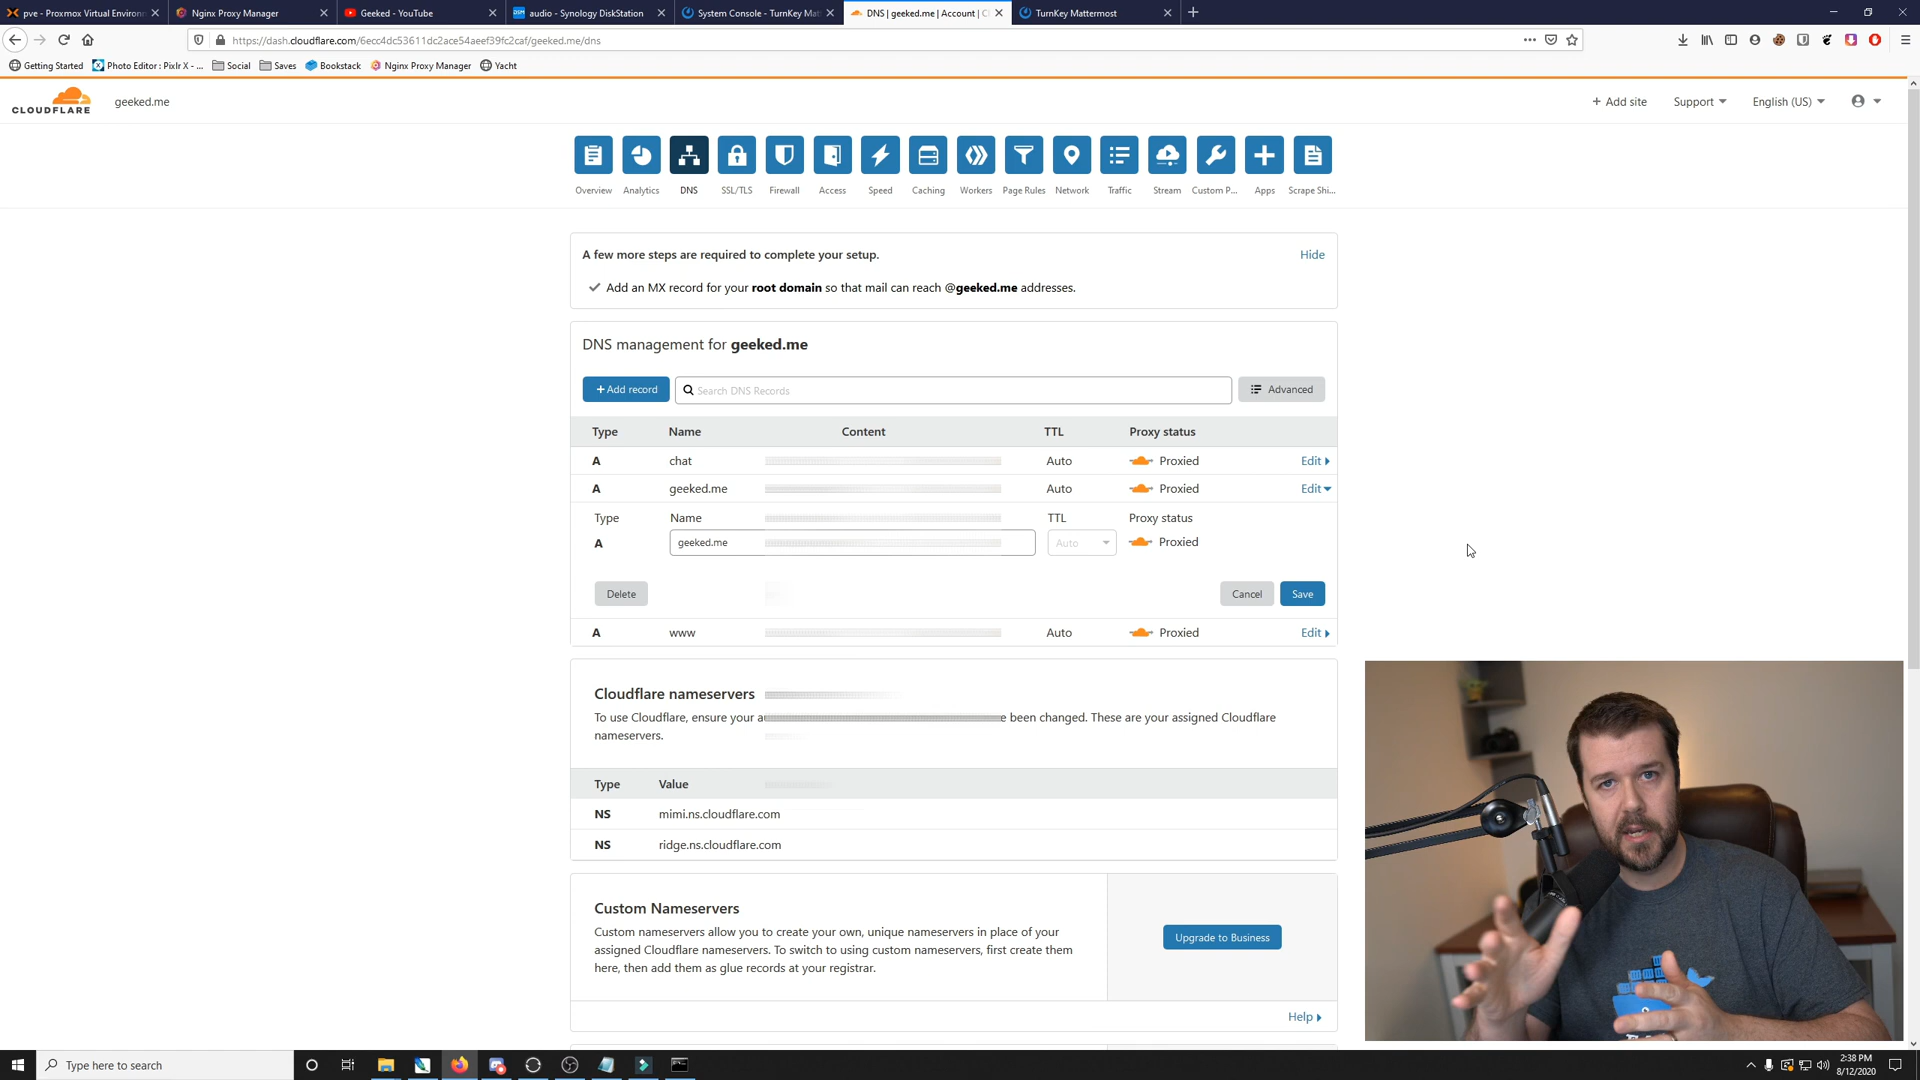 pve - Proxmox Virtual Environ
Nginx Proxy Manager
Geeked - YouTube
audio - Synology DiskStation
System Console - TurnKey Mat
DNS | geeked.me | Account | C
TurnKey Mattermost
https://dash.cloudflare.com/6ecc4dc53611dc2ace54aeef39fc2caf/geeked.me/dns
Getting Started
Photo Editor : Pixlr X - ...
Social
Saves
Bookstack
Nginx Proxy Manager
Yacht
CLOUDFLARE
geeked.me
+ Add site
Support
English (US)
Overview
Analytics
DNS
SSL/TLS
Firewall
Access
Speed
Caching
Workers
Page Rules
Network
Traffic
Stream
Custom P...
Apps
Scrape Shi...
A few more steps are required to complete your setup.
Hide
Add an MX record for your root domain so that mail can reach @geeked.me addresses.
DNS management for geeked.me
+ Add record
Search DNS Records
Advanced
Type Name Content TTL Proxy status
A chat Auto Proxied Edit
A geeked.me Auto Proxied Edit
Type Name TTL Proxy status
A geeked.me Auto Proxied
Delete
Cancel
Save
A www Auto Proxied Edit
Cloudflare nameservers
To use Cloudflare, ensure your been changed. These are your assigned Cloudflare
nameservers.
Type Value
NS mimi.ns.cloudflare.com
NS ridge.ns.cloudflare.com
Custom Nameservers
Custom nameservers allow you to create your own, unique nameservers in place of your
assigned Cloudflare nameservers. To switch to using custom nameservers, first create them
here, then add them as glue records at your registrar.
Upgrade to Business
Help
Type here to search
2:38 PM
8/12/2020